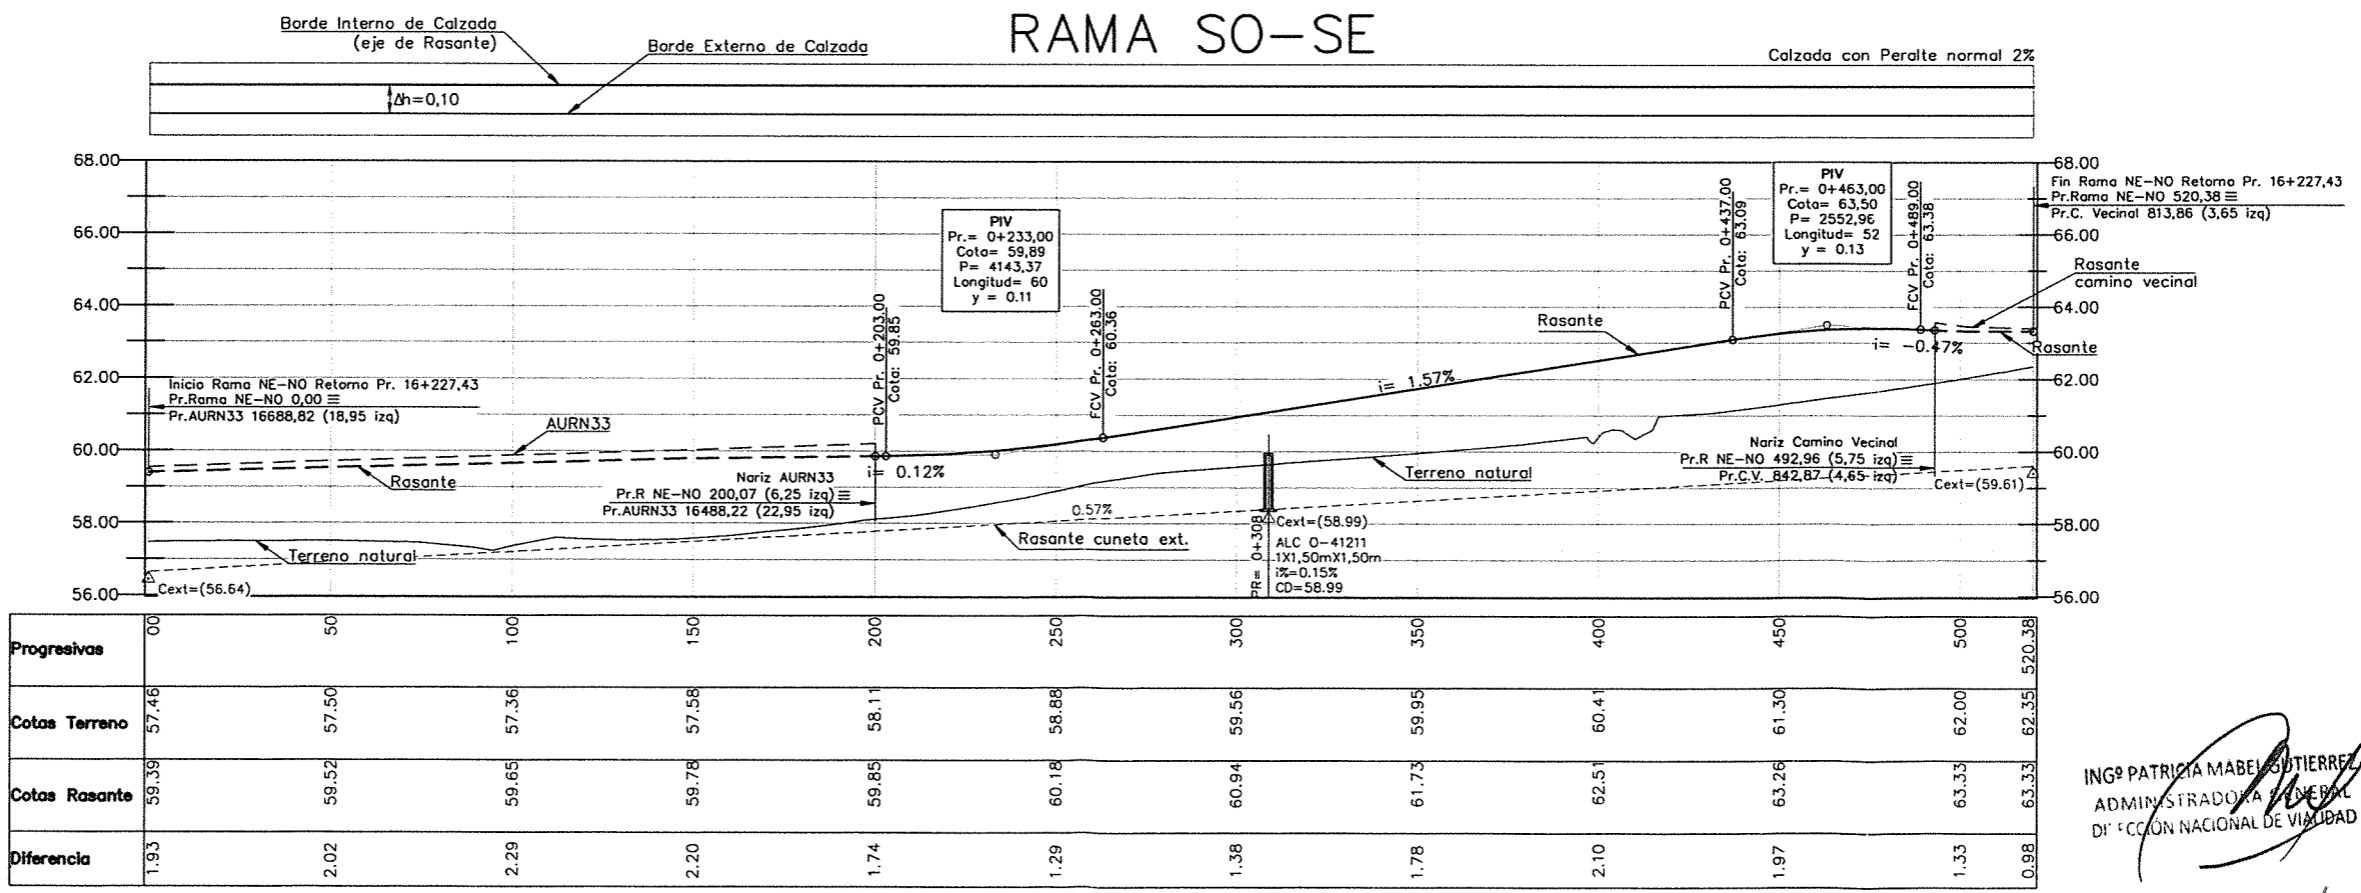 RAMA SO-SE
Borde Interno de Calzada
(eje de Rasante)
Borde Externo de Calzada
Calzada con Peralte normal 2%
Δh=0,10
68.00
66.00
64.00
62.00
60.00
58.00
56.00
Inicio Rama NE-NO Retorno Pr. 16+227,43
Pr.Rama NE-NO 0,00 ≡
Pr.AURN33 16688,82 (18,95 izq)
AURN33
Rasante
Terreno natural
Cext=(56.64)
Nariz AURN33
Pr.R NE-NO 200,07 (6,25 izq) ≡
Pr.AURN33 16488,22 (22,95 izq)
PCV Pr. 0+203,00
Cota: 59.85
i= 0.12%
PIV
Pr.= 0+233,00
Cota= 59,89
P= 4143,37
Longitud= 60
y = 0.11
FCV Pr. 0+263,00
Cota: 60.36
0.57%
Rasante cuneta ext.
PR= 0+308
Cext=(58.99)
ALC O-41211
1X1,50mX1,50m
i%=0.15%
CD=58.99
Terreno natural
i= 1.57%
Rasante
PCV Pr. 0+437,00
Cota: 63.09
PIV
Pr.= 0+463,00
Cota= 63,50
P= 2552,96
Longitud= 52
y = 0.13
FCV Pr. 0+489,00
Cota: 63.38
i= -0.47%
Nariz Camino Vecinal
Pr.R NE-NO 492,96 (5,75 izq) ≡
Pr.C.V. 842,87 (4,65 izq)
Cext=(59.61)
68.00
Fin Rama NE-NO Retorno Pr. 16+227,43
Pr.Rama NE-NO 520,38 ≡
Pr.C. Vecinal 813,86 (3,65 izq)
66.00
Rasante
camino vecinal
64.00
Rasante
62.00
60.00
58.00
56.00
Progresivas 00 50 100 150 200 250 300 350 400 450 500 520.38
Cotas Terreno 57.46 57.50 57.36 57.58 58.11 58.88 59.56 59.95 60.41 61.30 62.00 62.35
Cotas Rasante 59.39 59.52 59.65 59.78 59.85 60.18 60.94 61.73 62.51 63.26 63.33 63.33
Diferencia 1.93 2.02 2.29 2.20 1.74 1.29 1.38 1.78 2.10 1.97 1.33 0.98
INGº PATRICIA MABEL GUTIERREZ
ADMINISTRADORA GENERAL
DIRECCIÓN NACIONAL DE VIALIDAD